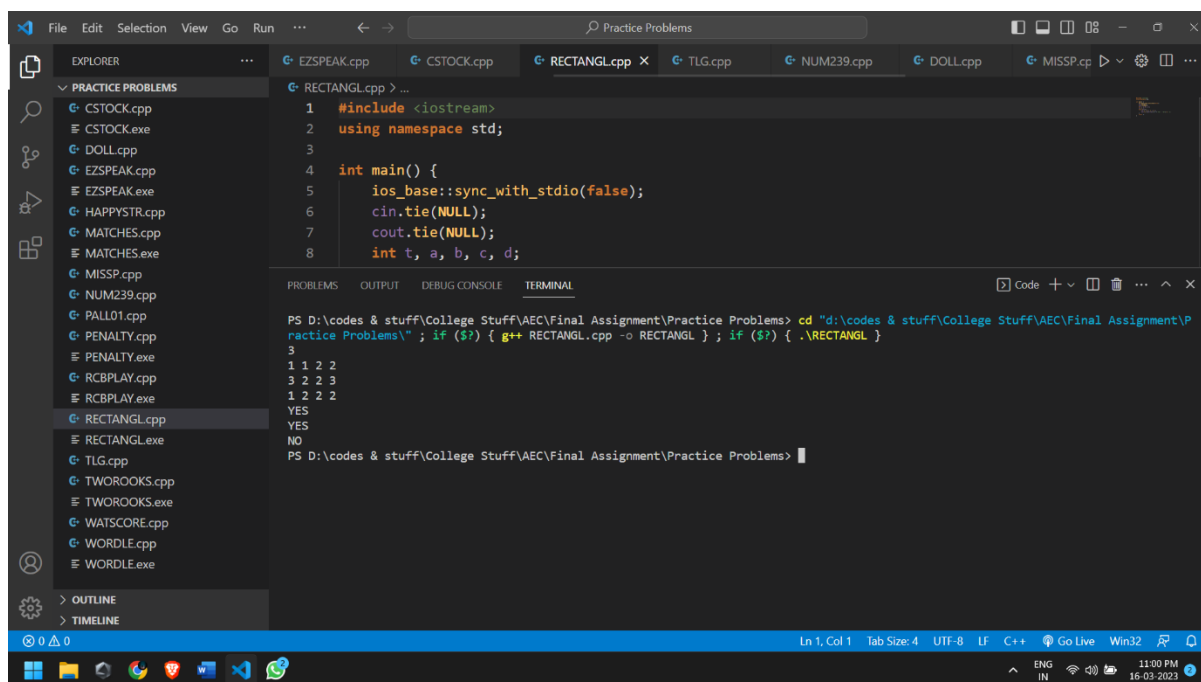 File Edit Selection View Go Run ··· Practice Problems
EXPLORER ···
PRACTICE PROBLEMS
CSTOCK.cpp
CSTOCK.exe
DOLL.cpp
EZSPEAK.cpp
EZSPEAK.exe
HAPPYSTR.cpp
MATCHES.cpp
MATCHES.exe
MISSP.cpp
NUM239.cpp
PALL01.cpp
PENALTY.cpp
PENALTY.exe
RCBPLAY.cpp
RCBPLAY.exe
RECTANGL.cpp
RECTANGL.exe
TLG.cpp
TWOROOKS.cpp
TWOROOKS.exe
WATSCORE.cpp
WORDLE.cpp
WORDLE.exe
OUTLINE
TIMELINE
EZSPEAK.cpp CSTOCK.cpp RECTANGL.cpp TLG.cpp NUM239.cpp DOLL.cpp MISSP.cp
RECTANGL.cpp > ...
1 #include <iostream>
2 using namespace std;
3
4 int main() {
5 ios_base::sync_with_stdio(false);
6 cin.tie(NULL);
7 cout.tie(NULL);
8 int t, a, b, c, d;
PROBLEMS OUTPUT DEBUG CONSOLE TERMINAL Code
PS D:\codes & stuff\College Stuff\AEC\Final Assignment\Practice Problems> cd "d:\codes & stuff\College Stuff\AEC\Final Assignment\P
ractice Problems\" ; if ($?) { g++ RECTANGL.cpp -o RECTANGL } ; if ($?) { .\RECTANGL }
3
1 1 2 2
3 2 2 3
1 2 2 2
YES
YES
NO
PS D:\codes & stuff\College Stuff\AEC\Final Assignment\Practice Problems>
0 0 Ln 1, Col 1 Tab Size: 4 UTF-8 LF C++ Go Live Win32
ENG
IN
11:00 PM
16-03-2023
2